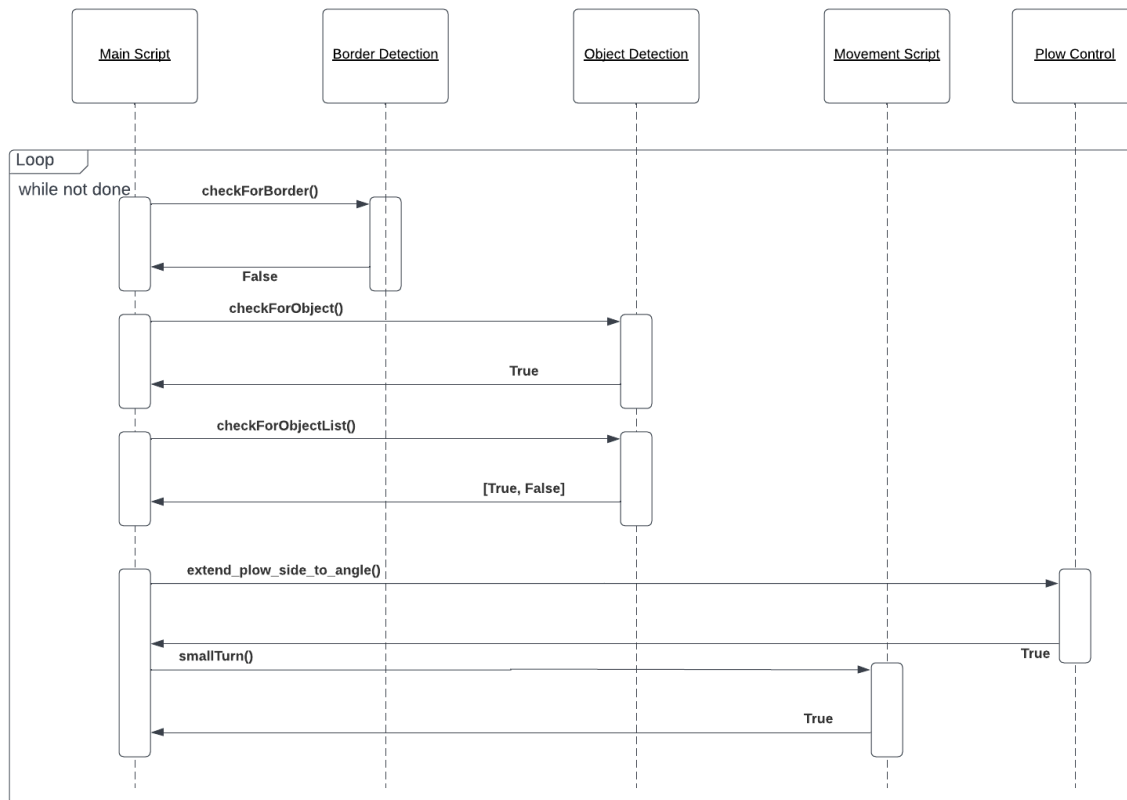 Main Script
Border Detection
Object Detection
Movement Script
Plow Control
Loop
while not done
checkForBorder()
False
checkForObject()
True
checkForObjectList()
[True, False]
extend_plow_side_to_angle()
True
smallTurn()
True